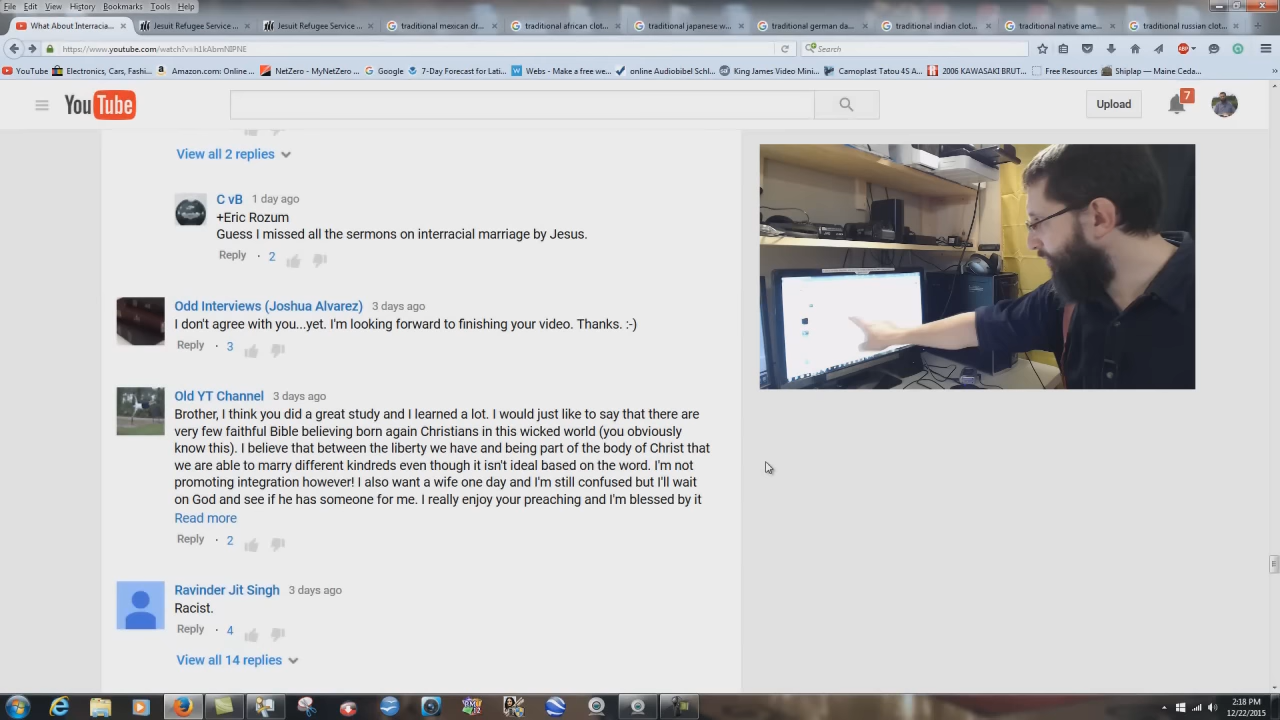 File Edit View History Bookmarks Tools Help
What About Interracia...
Jesuit Refugee Service ...
Jesuit Refugee Service ...
traditional mexican dr...
traditional african clot...
traditional japanese w...
traditional german da...
traditional indian clot...
traditional native ame...
traditional russian clot...
Search
YouTube
Electronics, Cars, Fashi...
Amazon.com: Online ...
NetZero - MyNetZero ...
Google
7-Day Forecast for Lati...
Webs - Make a free we...
online Audiobibel Schl...
King James Video Mini...
Camoplast Tatou 4S A...
2006 KAWASAKI BRUT...
Free Resources
Shiplap — Maine Ceda...
YouTube
Upload
7
View all 2 replies
C vB 1 day ago
+Eric Rozum
Guess I missed all the sermons on interracial marriage by Jesus.
Reply · 2
Odd Interviews (Joshua Alvarez) 3 days ago
I don't agree with you...yet. I'm looking forward to finishing your video. Thanks. :-)
Reply · 3
Old YT Channel 3 days ago
Brother, I think you did a great study and I learned a lot. I would just like to say that there are
very few faithful Bible believing born again Christians in this wicked world (you obviously
know this). I believe that between the liberty we have and being part of the body of Christ that
we are able to marry different kindreds even though it isn't ideal based on the word. I'm not
promoting integration however! I also want a wife one day and I'm still confused but I'll wait
on God and see if he has someone for me. I really enjoy your preaching and I'm blessed by it
Read more
Reply · 2
Ravinder Jit Singh 3 days ago
Racist.
Reply · 4
View all 14 replies
2:18 PM
12/22/2015